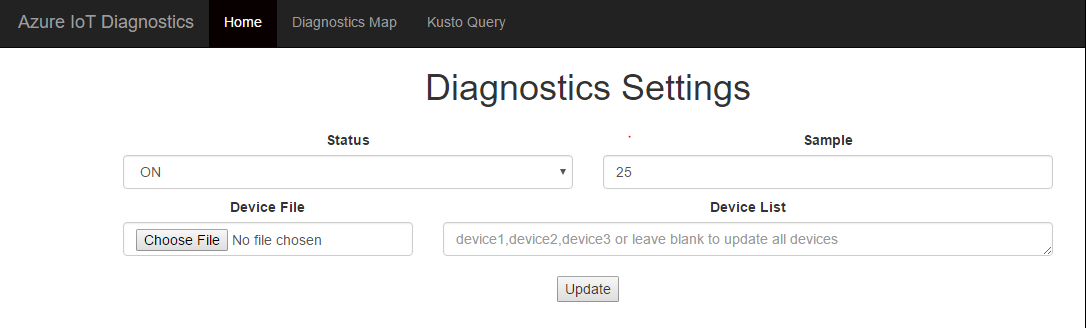 Azure IoT Diagnostics Home Diagnostics Map Kusto Query
Diagnostics Settings
Status Sample
ON 25
Device File Device List
Choose File No file chosen device1,device2,device3 or leave blank to update all devices
Update